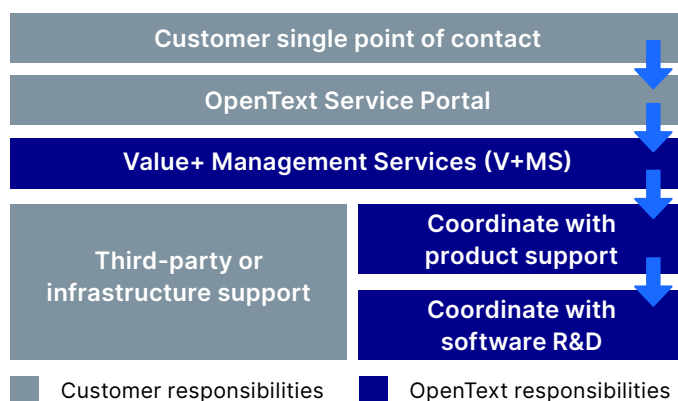 Customer single point of contact
OpenText Service Portal
Value+ Management Services (V+MS)
Third-party or
infrastructure support
Coordinate with
product support
Coordinate with
software R&D
Customer responsibilities
OpenText responsibilities